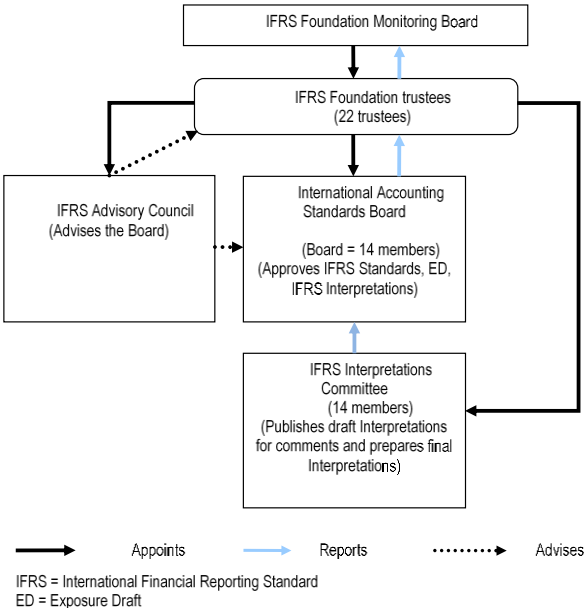 IFRS Foundation Monitoring Board
IFRS Foundation trustees
(22 trustees)
IFRS Advisory Council
(Advises the Board)
International Accounting
Standards Board
(Board = 14 members)
(Approves IFRS Standards, ED,
IFRS Interpretations)
IFRS Interpretations
Committee
(14 members)
(Publishes draft Interpretations
for comments and prepares final
Interpretations)
Appoints
Reports
Advises
IFRS = International Financial Reporting Standard
ED = Exposure Draft